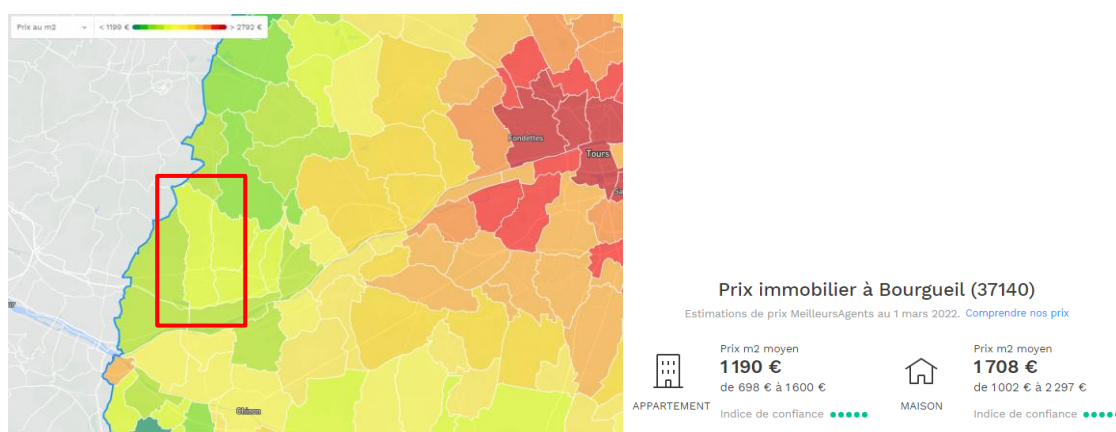 Prix au m2
< 1199 €
> 2792 €
Fondettes
Tours
Chinon
Prix immobilier à Bourgueil (37140)
Estimations de prix MeilleursAgents au 1 mars 2022. Comprendre nos prix
Prix m2 moyen
1 190 €
de 698 € à 1 600 €
APPARTEMENT
Indice de confiance
Prix m2 moyen
1 708 €
de 1 002 € à 2 297 €
MAISON
Indice de confiance